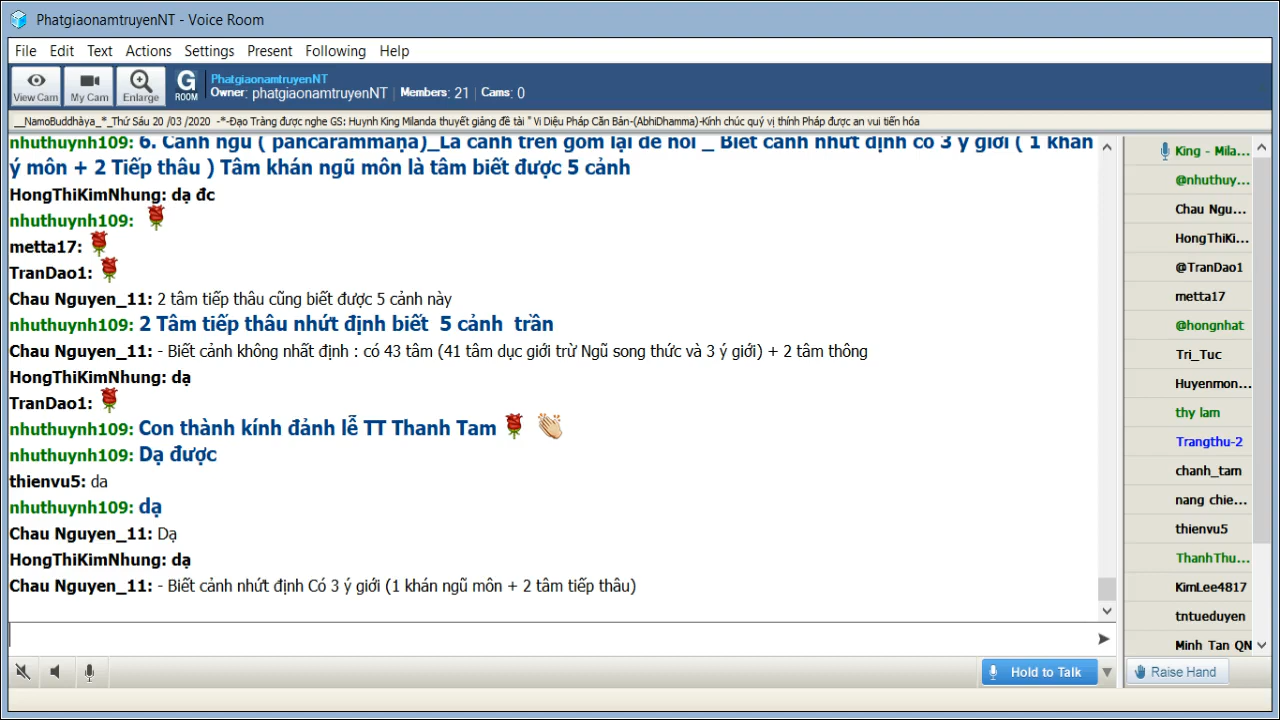 PhatgiaonamtruyenNT - Voice Room
File Edit Text Actions Settings Present Following Help
View Cam My Cam Enlarge G ROOM PhatgiaonamtruyenNT
Owner: phatgiaonamtruyenNT Members: 21 Cams: 0
__NamoBuddhàya_*_Thứ Sáu 20 /03 /2020 -*-Đạo Tràng được nghe GS: Huynh King Milanda thuyết giảng đề tài " Vi Diệu Pháp Căn Bản-(AbhiDhamma)-Kính chúc quý vị thính Pháp được an vui tiến hóa
nhuthuynh109: 6. Cảnh ngũ ( pañcarammaṇa)_Là cảnh trên gom lại để nói _ Biết cảnh nhứt định có 3 ý giới ( 1 khán
ý môn + 2 Tiếp thâu ) Tâm khán ngũ môn là tâm biết được 5 cảnh
HongThiKimNhung: dạ đc
nhuthuynh109:
metta17:
TranDao1:
Chau Nguyen_11: 2 tâm tiếp thâu cũng biết được 5 cảnh này
nhuthuynh109: 2 Tâm tiếp thâu nhứt định biết 5 cảnh trần
Chau Nguyen_11: - Biết cảnh không nhất định : có 43 tâm (41 tâm dục giới trừ Ngũ song thức và 3 ý giới) + 2 tâm thông
HongThiKimNhung: dạ
TranDao1:
nhuthuynh109: Con thành kính đảnh lễ TT Thanh Tam
nhuthuynh109: Dạ được
thienvu5: da
nhuthuynh109: dạ
Chau Nguyen_11: Dạ
HongThiKimNhung: dạ
Chau Nguyen_11: - Biết cảnh nhứt định Có 3 ý giới (1 khán ngũ môn + 2 tâm tiếp thâu)
King - Mila...
@nhuthuy...
Chau Ngu...
HongThiKi...
@TranDao1
metta17
@hongnhat
Tri_Tuc
Huyenmon...
thy lam
Trangthu-2
chanh_tam
nang chie...
thienvu5
ThanhThu...
KimLee4817
tntueduyen
Minh Tan QN
Hold to Talk
Raise Hand